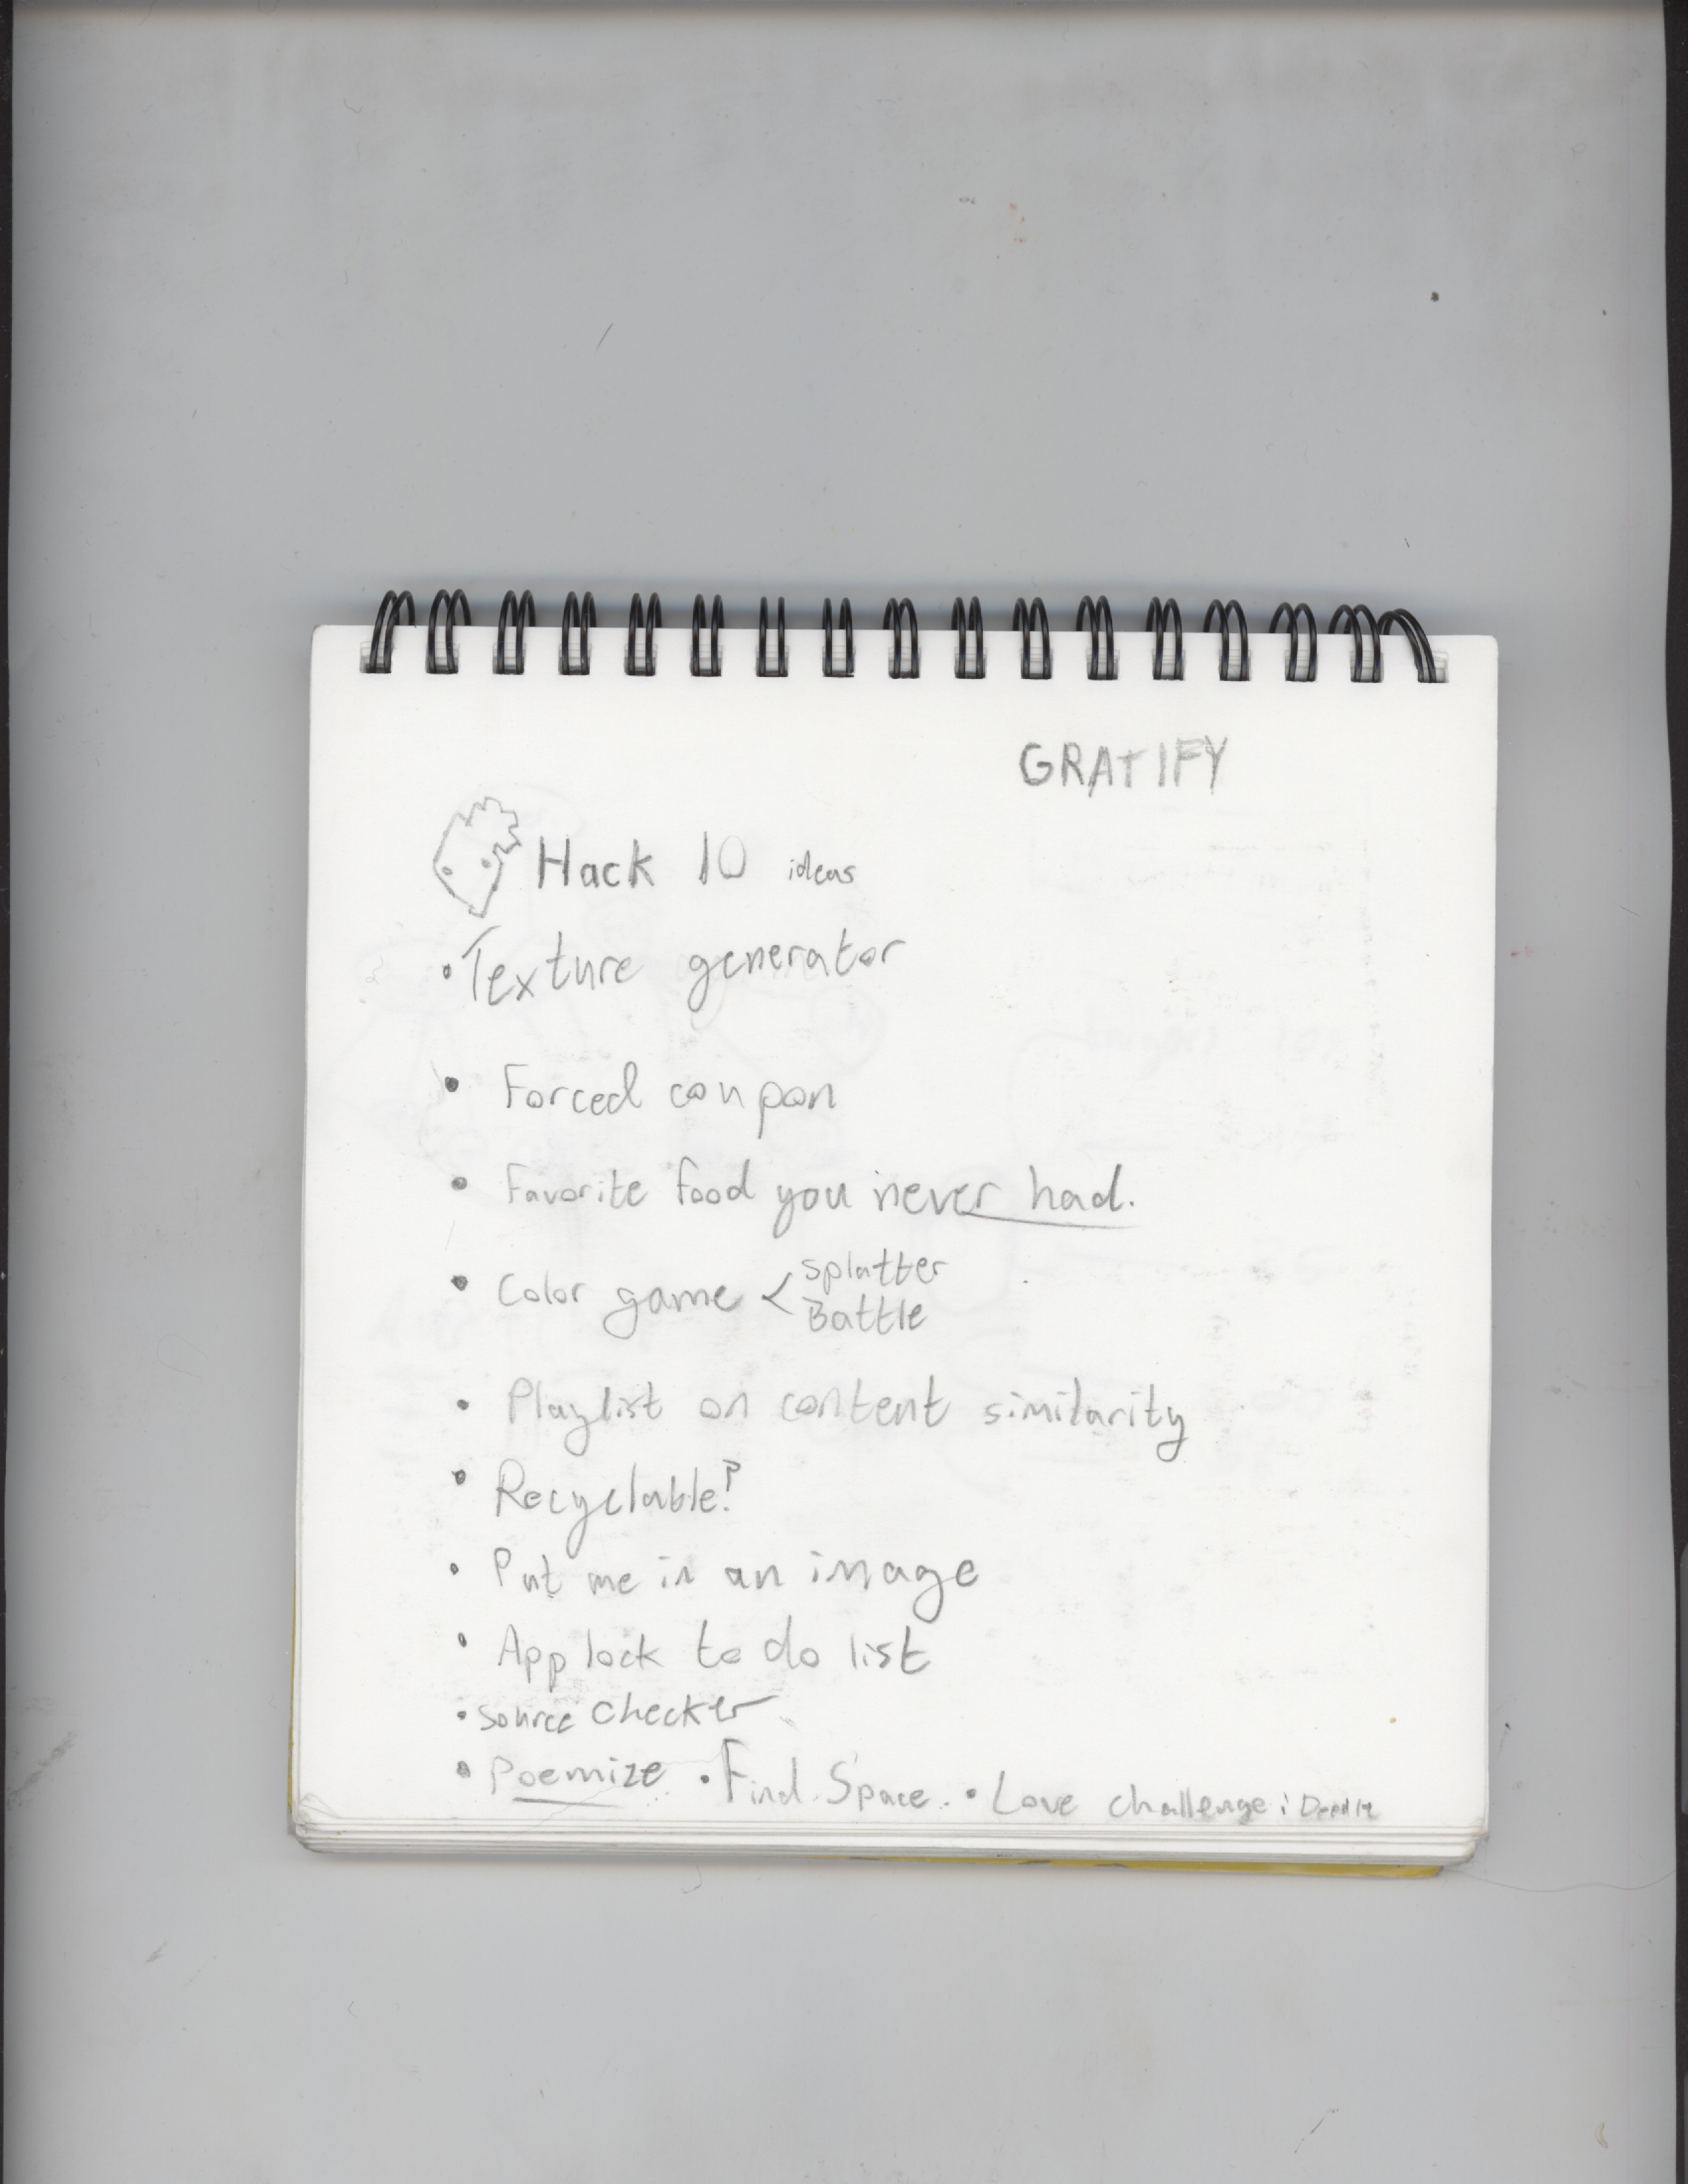 GRATIFY
Hack 10 ideas
• Texture generator
• Forced coupon
• Favorite food you never had.
• Color game < splatter
Battle
• Playlist on content similarity
• Recyclable?
• Put me in an image
• App lock to do list
• source checker
• Poemize • Find Space. • Love challenge: